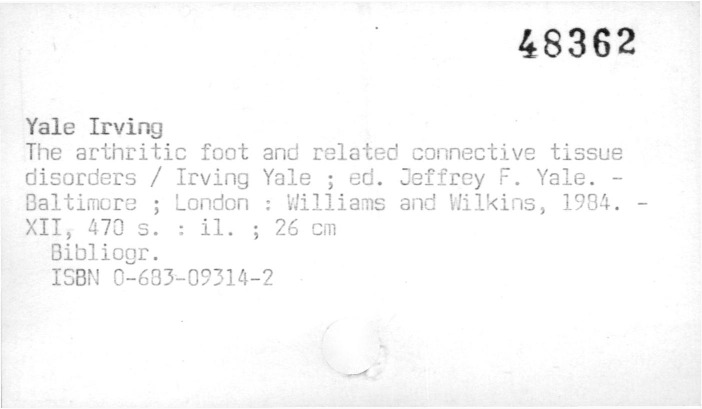 48362
Yale Irving
The arthritic foot and related connective tissue
disorders / Irving Yale ; ed. Jeffrey F. Yale. -
Baltimore ; London : Williams and Wilkins, 1984. -
XII, 470 s. : il. ; 26 cm
Bibliogr.
ISBN 0-683-09314-2